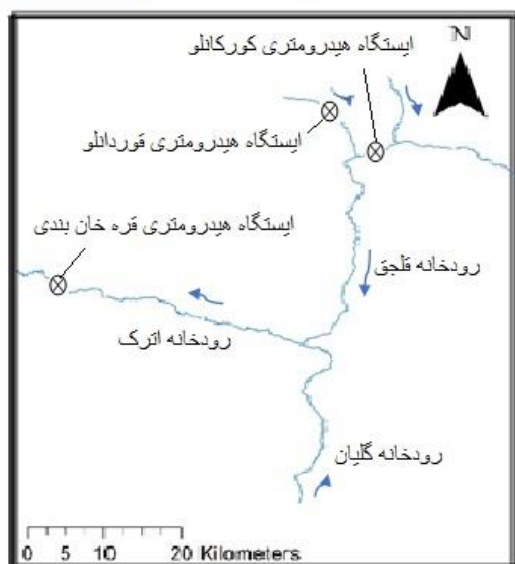 N
ایستگاه هیدرومتری کورکانلو
ایستگاه هیدرومتری قوردانلو
ایستگاه هیدرومتری قره خان بندی
رودخانه قلجق
رودخانه اترک
رودخانه گلیان
0 5 10 20 Kilometers